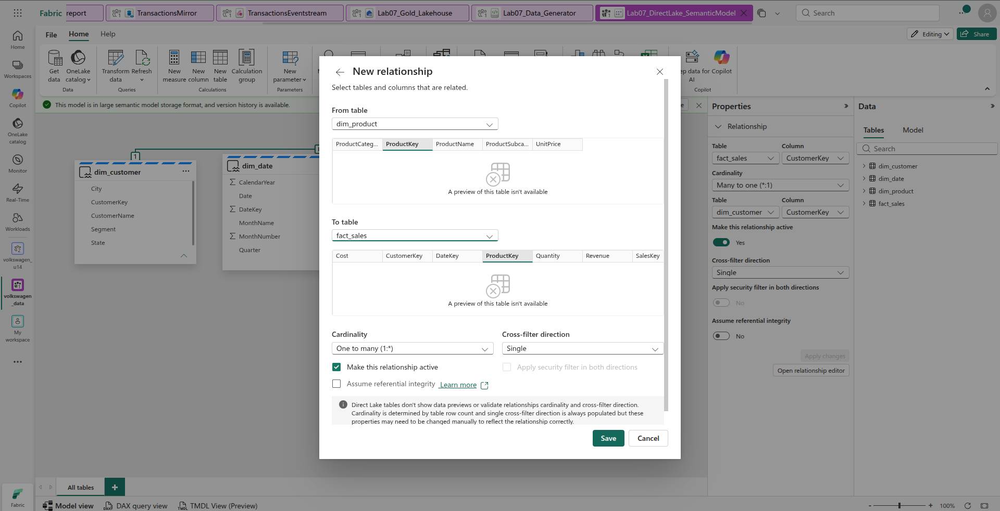 Fabric
report
TransactionsMirror
TransactionsEventstream
Lab07_Gold_Lakehouse
Lab07_Data_Generator
Lab07_DirectLake_SemanticModel
Search
File
Home
Help
Editing
Share
Home
Workspaces
Copilot
OneLake
catalog
Monitor
Real-Time
Workloads
volkswagen_
u14
volkswagen
_data
My
workspace
Fabric
Get
data
OneLake
catalog
Data
Transform
data
Refresh
Queries
New
measure
New
column
New
table
Calculation
group
Calculations
New
parameter
Parameters
ep data for
AI
Copilot
Copilot
This model is in large semantic model storage format, and version history is available.
1
dim_customer
City
CustomerKey
CustomerName
Segment
State
dim_date
CalendarYear
Date
DateKey
MonthName
MonthNumber
Quarter
New relationship
Select tables and columns that are related.
From table
dim_product
ProductCateg...
ProductKey
ProductName
ProductSubca...
UnitPrice
A preview of this table isn't available
To table
fact_sales
Cost
CustomerKey
DateKey
ProductKey
Quantity
Revenue
SalesKey
A preview of this table isn't available
Cardinality
One to many (1:*)
Cross-filter direction
Single
Make this relationship active
Apply security filter in both directions
Assume referential integrity
Learn more
Direct Lake tables don't show data previews or validate relationships cardinality and cross-filter direction.
Cardinality is determined by table row count and single cross-filter direction is always populated but these
properties may need to be changed manually to reflect the relationship correctly.
Save
Cancel
Properties
Relationship
Table
Column
fact_sales
CustomerKey
Cardinality
Many to one (*:1)
Table
Column
dim_customer
CustomerKey
Make this relationship active
Yes
Cross-filter direction
Single
Apply security filter in both directions
No
Assume referential integrity
No
Apply changes
Open relationship editor
Data
Tables
Model
Search
dim_customer
dim_date
dim_product
fact_sales
All tables
+
Model view
DAX query view
TMDL View (Preview)
- + 100%